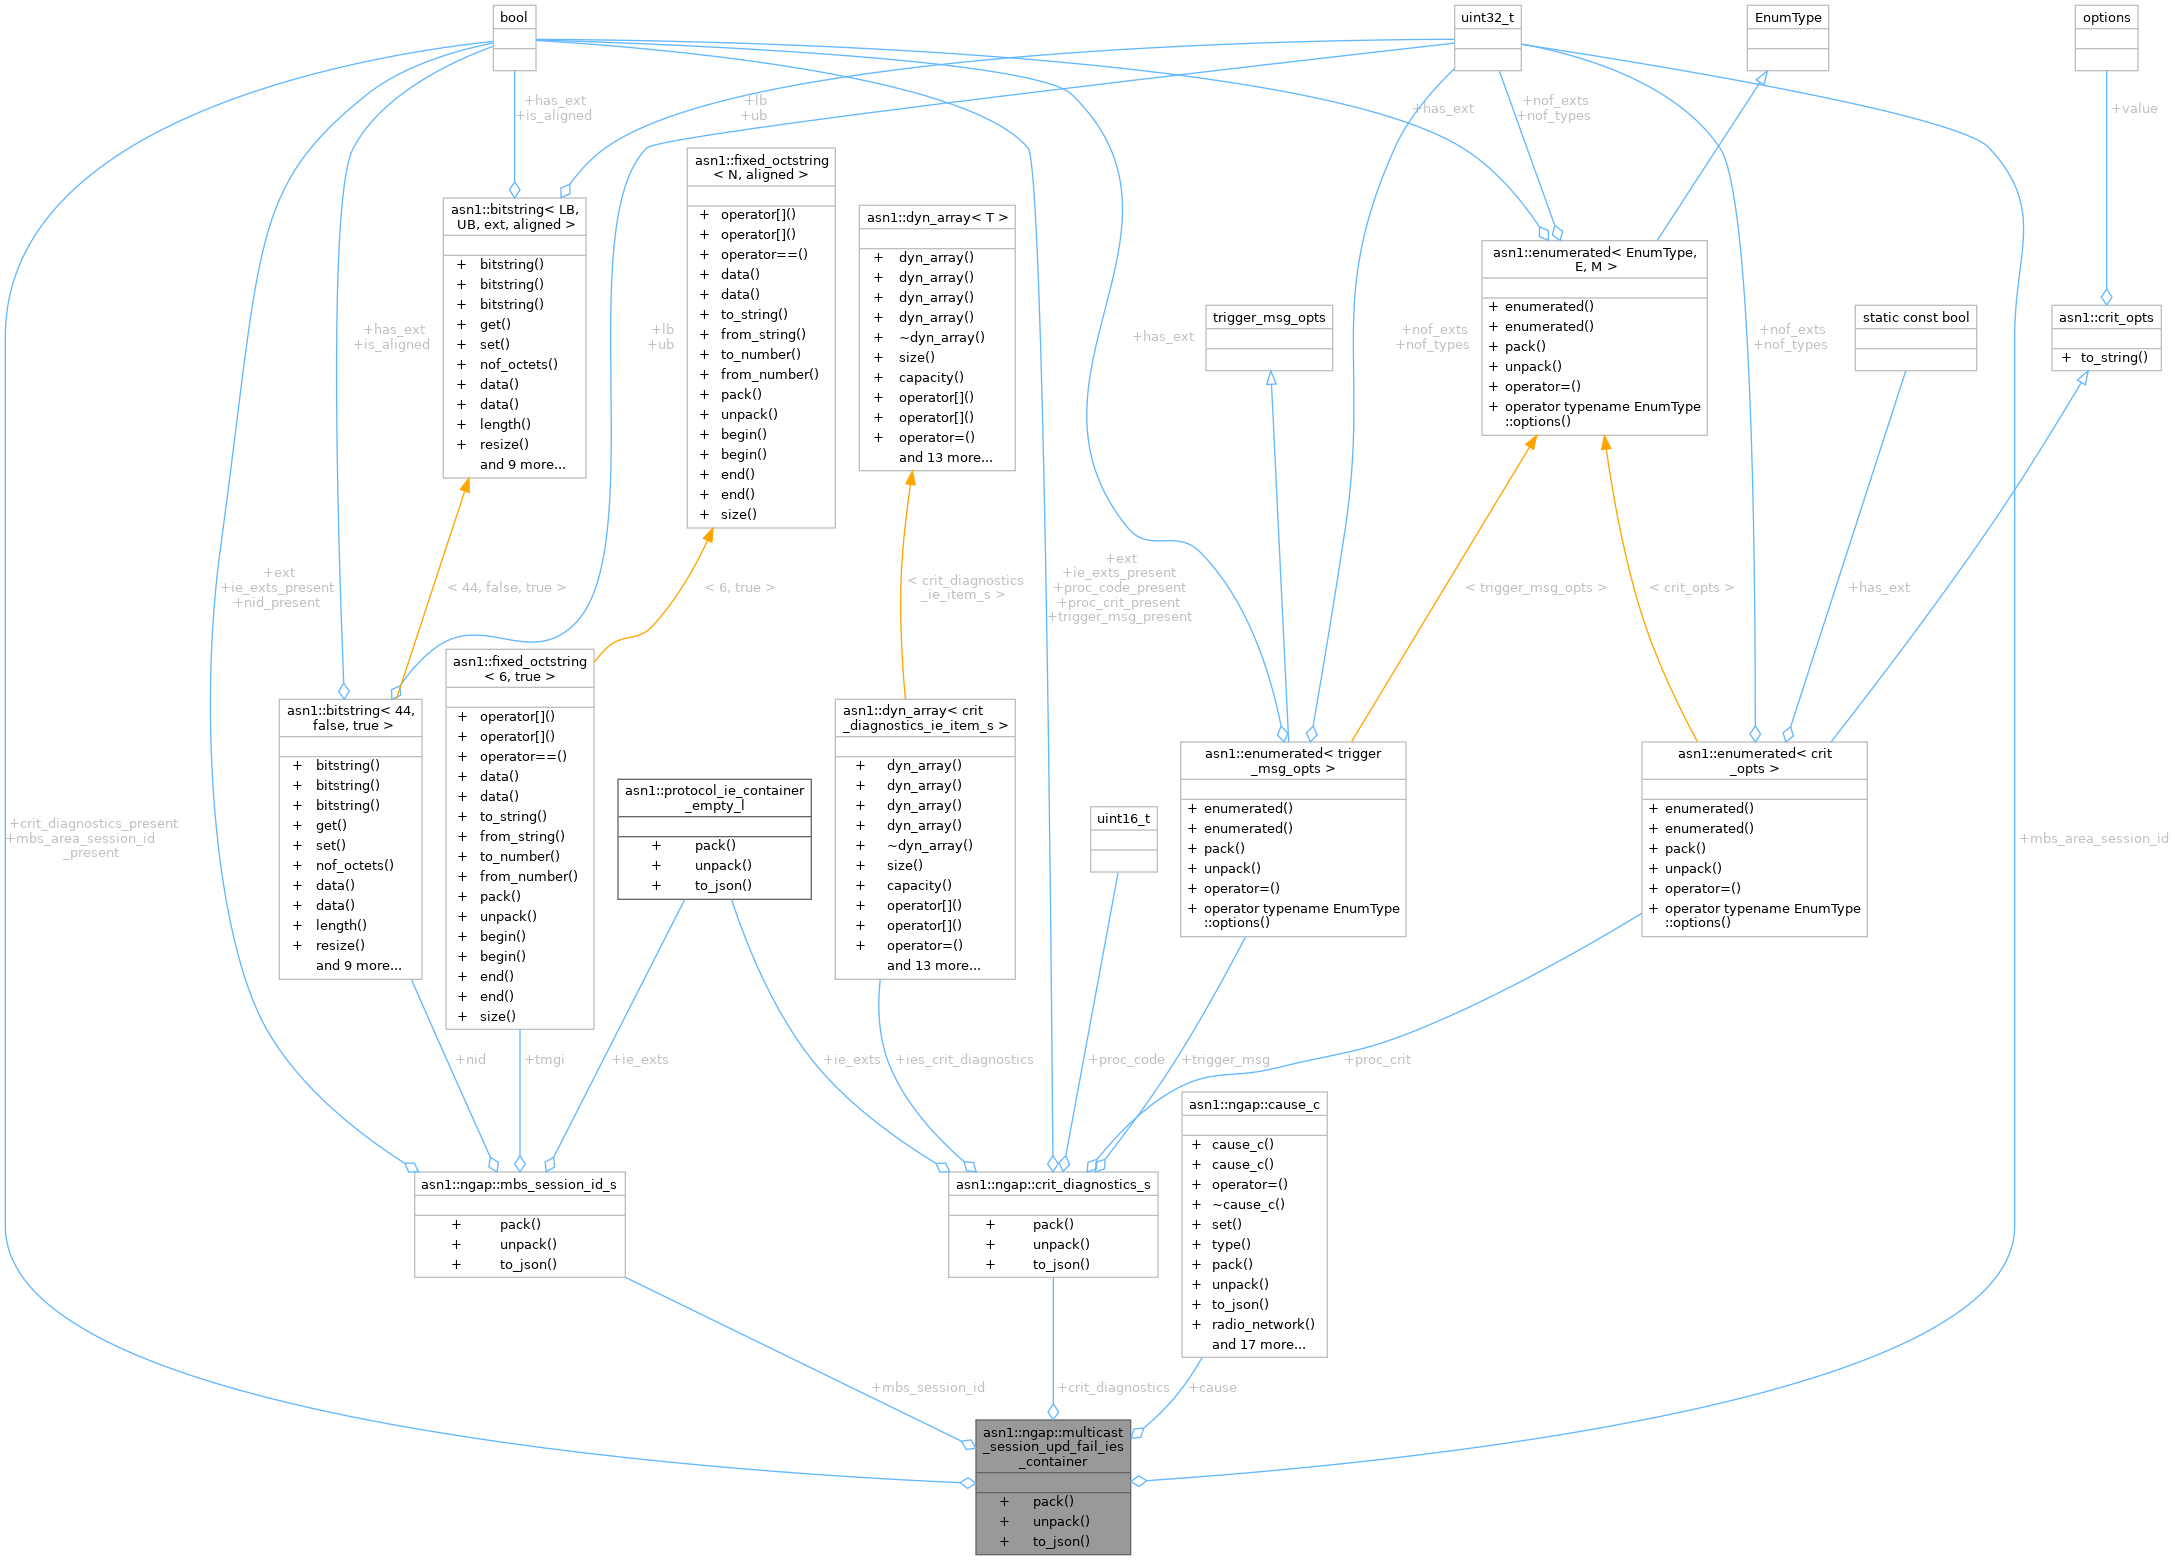 bool
uint32_t
EnumType
options
+has_ext
+is_aligned
+lb
+ub
+has_ext
+nof_exts
+nof_types
+value
asn1::fixed_octstring
< N, aligned >
+ operator[]()
+ operator[]()
+ operator==()
+ data()
+ data()
+ to_string()
+ from_string()
+ to_number()
+ from_number()
+ pack()
+ unpack()
+ begin()
+ begin()
+ end()
+ end()
+ size()
asn1::bitstring< LB,
UB, ext, aligned >
+ bitstring()
+ bitstring()
+ bitstring()
+ get()
+ set()
+ nof_octets()
+ data()
+ data()
+ length()
+ resize()
and 9 more...
asn1::dyn_array< T >
+ dyn_array()
+ dyn_array()
+ dyn_array()
+ dyn_array()
+ ~dyn_array()
+ size()
+ capacity()
+ operator[]()
+ operator[]()
+ operator=()
and 13 more...
asn1::enumerated< EnumType,
E, M >
+ enumerated()
+ enumerated()
+ pack()
+ unpack()
+ operator=()
+ operator typename EnumType
::options()
trigger_msg_opts
static const bool
asn1::crit_opts
+ to_string()
+has_ext
+is_aligned
+lb
+ub
+has_ext
+nof_exts
+nof_types
+nof_exts
+nof_types
+ext
+ie_exts_present
+nid_present
< 44, false, true >
< 6, true >
< crit_diagnostics
_ie_item_s >
+ext
+ie_exts_present
+proc_code_present
+proc_crit_present
+trigger_msg_present
< trigger_msg_opts >
< crit_opts >
+has_ext
asn1::fixed_octstring
< 6, true >
+ operator[]()
+ operator[]()
+ operator==()
+ data()
+ data()
+ to_string()
+ from_string()
+ to_number()
+ from_number()
+ pack()
+ unpack()
+ begin()
+ begin()
+ end()
+ end()
+ size()
asn1::bitstring< 44,
false, true >
+ bitstring()
+ bitstring()
+ bitstring()
+ get()
+ set()
+ nof_octets()
+ data()
+ data()
+ length()
+ resize()
and 9 more...
asn1::protocol_ie_container
_empty_l
+ pack()
+ unpack()
+ to_json()
asn1::dyn_array< crit
_diagnostics_ie_item_s >
+ dyn_array()
+ dyn_array()
+ dyn_array()
+ dyn_array()
+ ~dyn_array()
+ size()
+ capacity()
+ operator[]()
+ operator[]()
+ operator=()
and 13 more...
uint16_t
asn1::enumerated< trigger
_msg_opts >
+ enumerated()
+ enumerated()
+ pack()
+ unpack()
+ operator=()
+ operator typename EnumType
::options()
asn1::enumerated< crit
_opts >
+ enumerated()
+ enumerated()
+ pack()
+ unpack()
+ operator=()
+ operator typename EnumType
::options()
+crit_diagnostics_present
+mbs_area_session_id
_present
+mbs_area_session_id
+nid
+tmgi
+ie_exts
+ie_exts
+ies_crit_diagnostics
+proc_code
+trigger_msg
+proc_crit
asn1::ngap::cause_c
+ cause_c()
+ cause_c()
+ operator=()
+ ~cause_c()
+ set()
+ type()
+ pack()
+ unpack()
+ to_json()
+ radio_network()
and 17 more...
asn1::ngap::mbs_session_id_s
+ pack()
+ unpack()
+ to_json()
asn1::ngap::crit_diagnostics_s
+ pack()
+ unpack()
+ to_json()
+mbs_session_id
+crit_diagnostics
+cause
asn1::ngap::multicast
_session_upd_fail_ies
_container
+ pack()
+ unpack()
+ to_json()